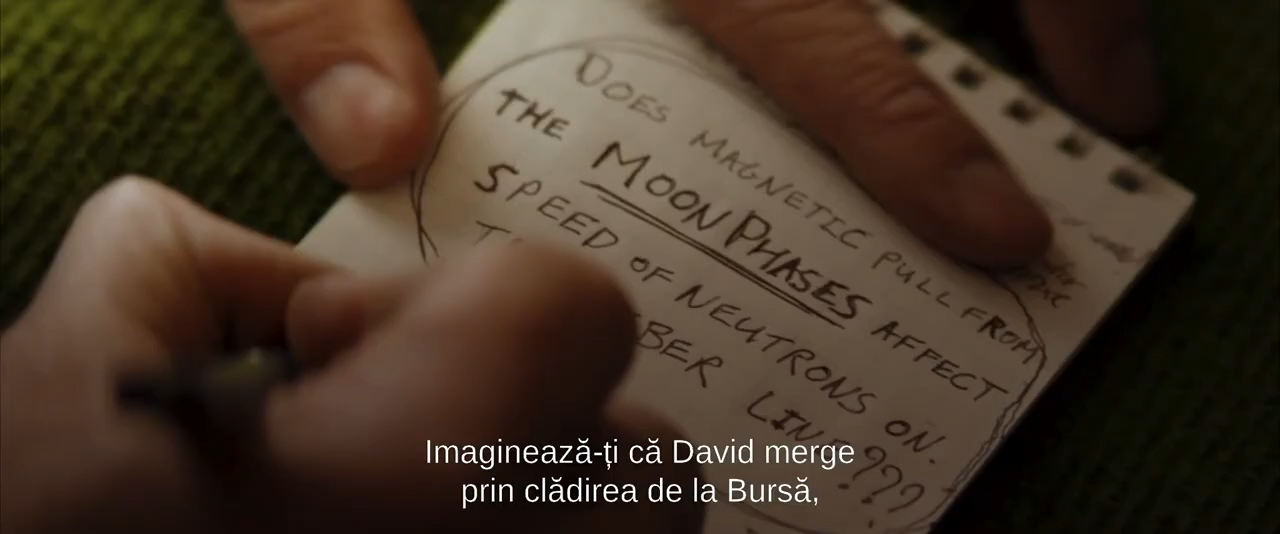 DOES MAGNETIC PULL FROM
THE MOON PHASES AFFECT
SPEED OF NEUTRONS ON.
LINE???
Imaginează-ți că David merge
prin clădirea de la Bursă,